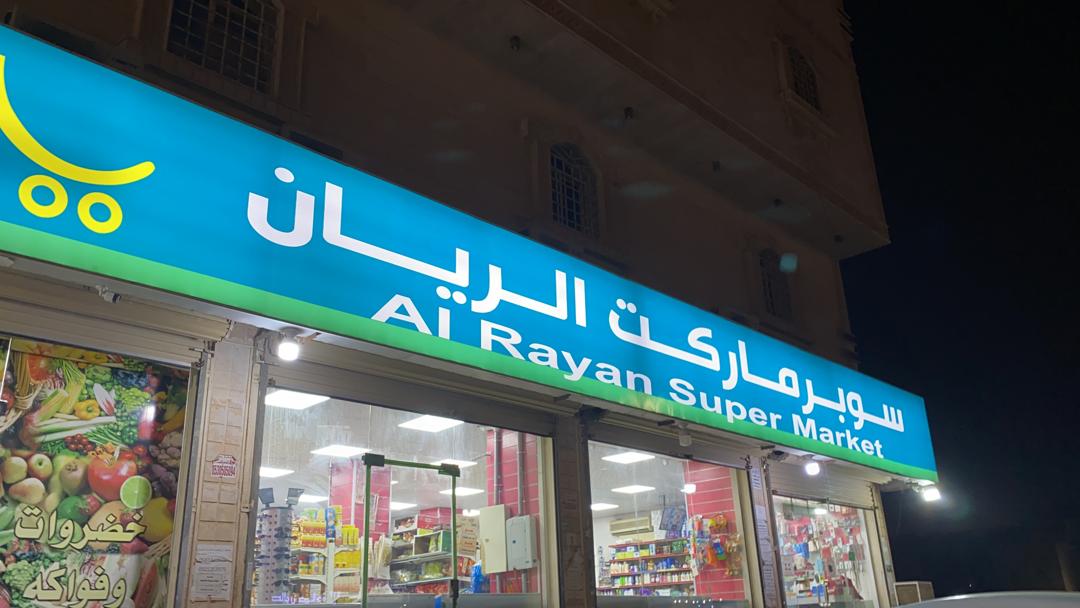 سوبر ماركت الريان
Al Rayan Super Market
خضروات
وفواكه